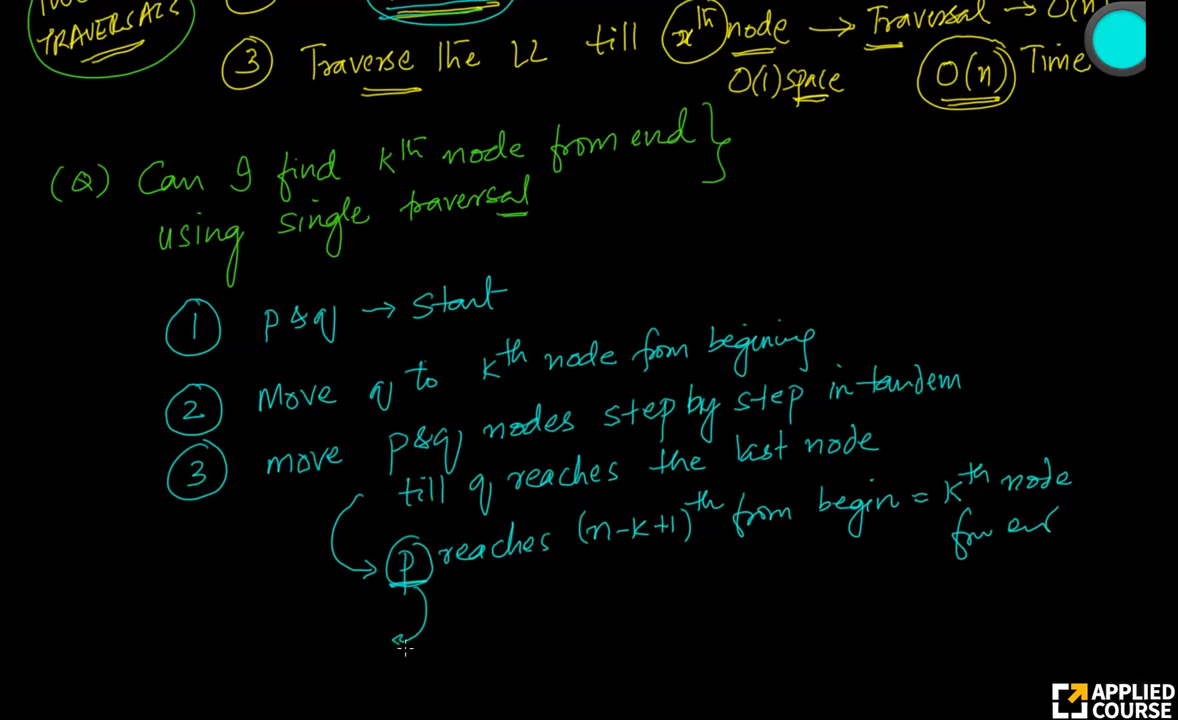 TRAVERSALS
③ Traverse the LL till xᵗʰ node → Traversal → O(n)
O(1) space O(n) Time
(Q) Can I find kᵗʰ node from end }
using single traversal
① p & q → Start
② Move q to kᵗʰ node from begining
③ move p & q nodes step by step in tandem
till q reaches the last node
p reaches (n-k+1)ᵗʰ from begin = kᵗʰ node
from end
APPLIED
COURSE